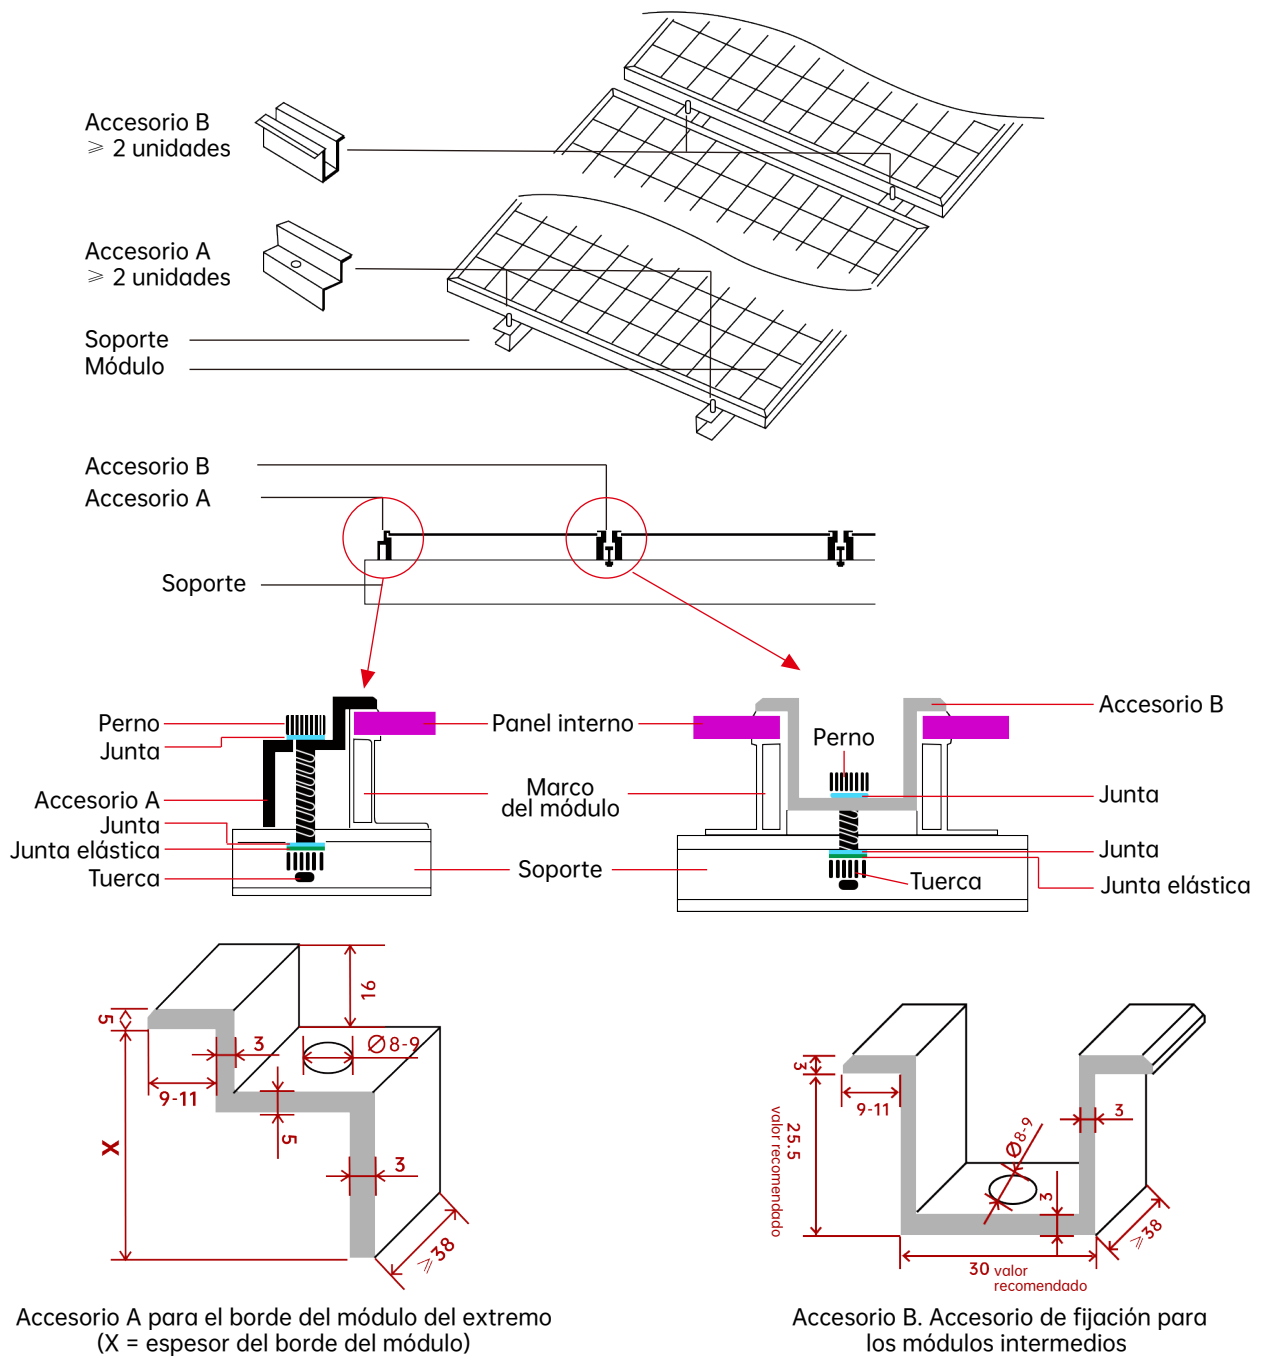 Accesorio B
⩾ 2 unidades
Accesorio A
⩾ 2 unidades
Soporte
Módulo
Accesorio B
Accesorio A
Soporte
Perno
Junta
Accesorio A
Junta
Junta elástica
Tuerca
Panel interno
Marco
del módulo
Soporte
Perno
Accesorio B
Junta
Junta
Tuerca
Junta elástica
16
5
3
Ø8-9
9-11
5
X
3
⩾38
3
9-11
25.5
valor recomendado
Ø8-9
3
3
⩾38
30 valor
recomendado
Accesorio A para el borde del módulo del extremo
(X = espesor del borde del módulo)
Accesorio B. Accesorio de fijación para
los módulos intermedios